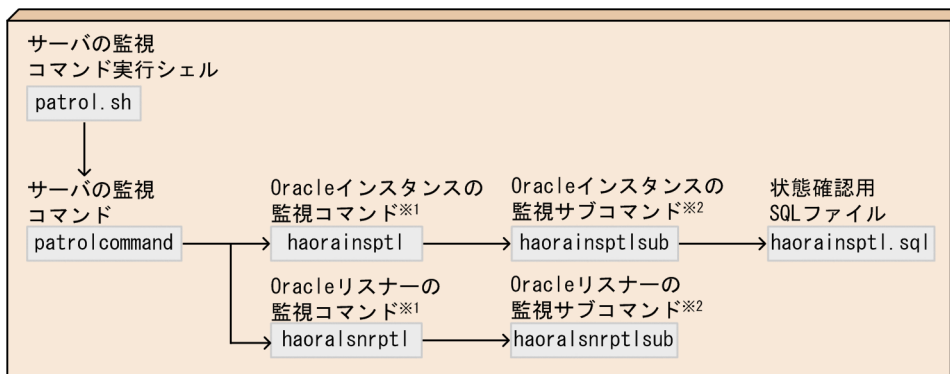 サーバの監視
コマンド実行シェル
patrol.sh
サーバの監視
コマンド
patrolcommand
Oracleインスタンスの
監視コマンド※1
haorainsptl
Oracleインスタンスの
監視サブコマンド※2
haorainsptlsub
状態確認用
SQLファイル
haorainsptl.sql
Oracleリスナーの
監視コマンド※1
haoralsnrptl
Oracleリスナーの
監視サブコマンド※2
haoralsnrptlsub